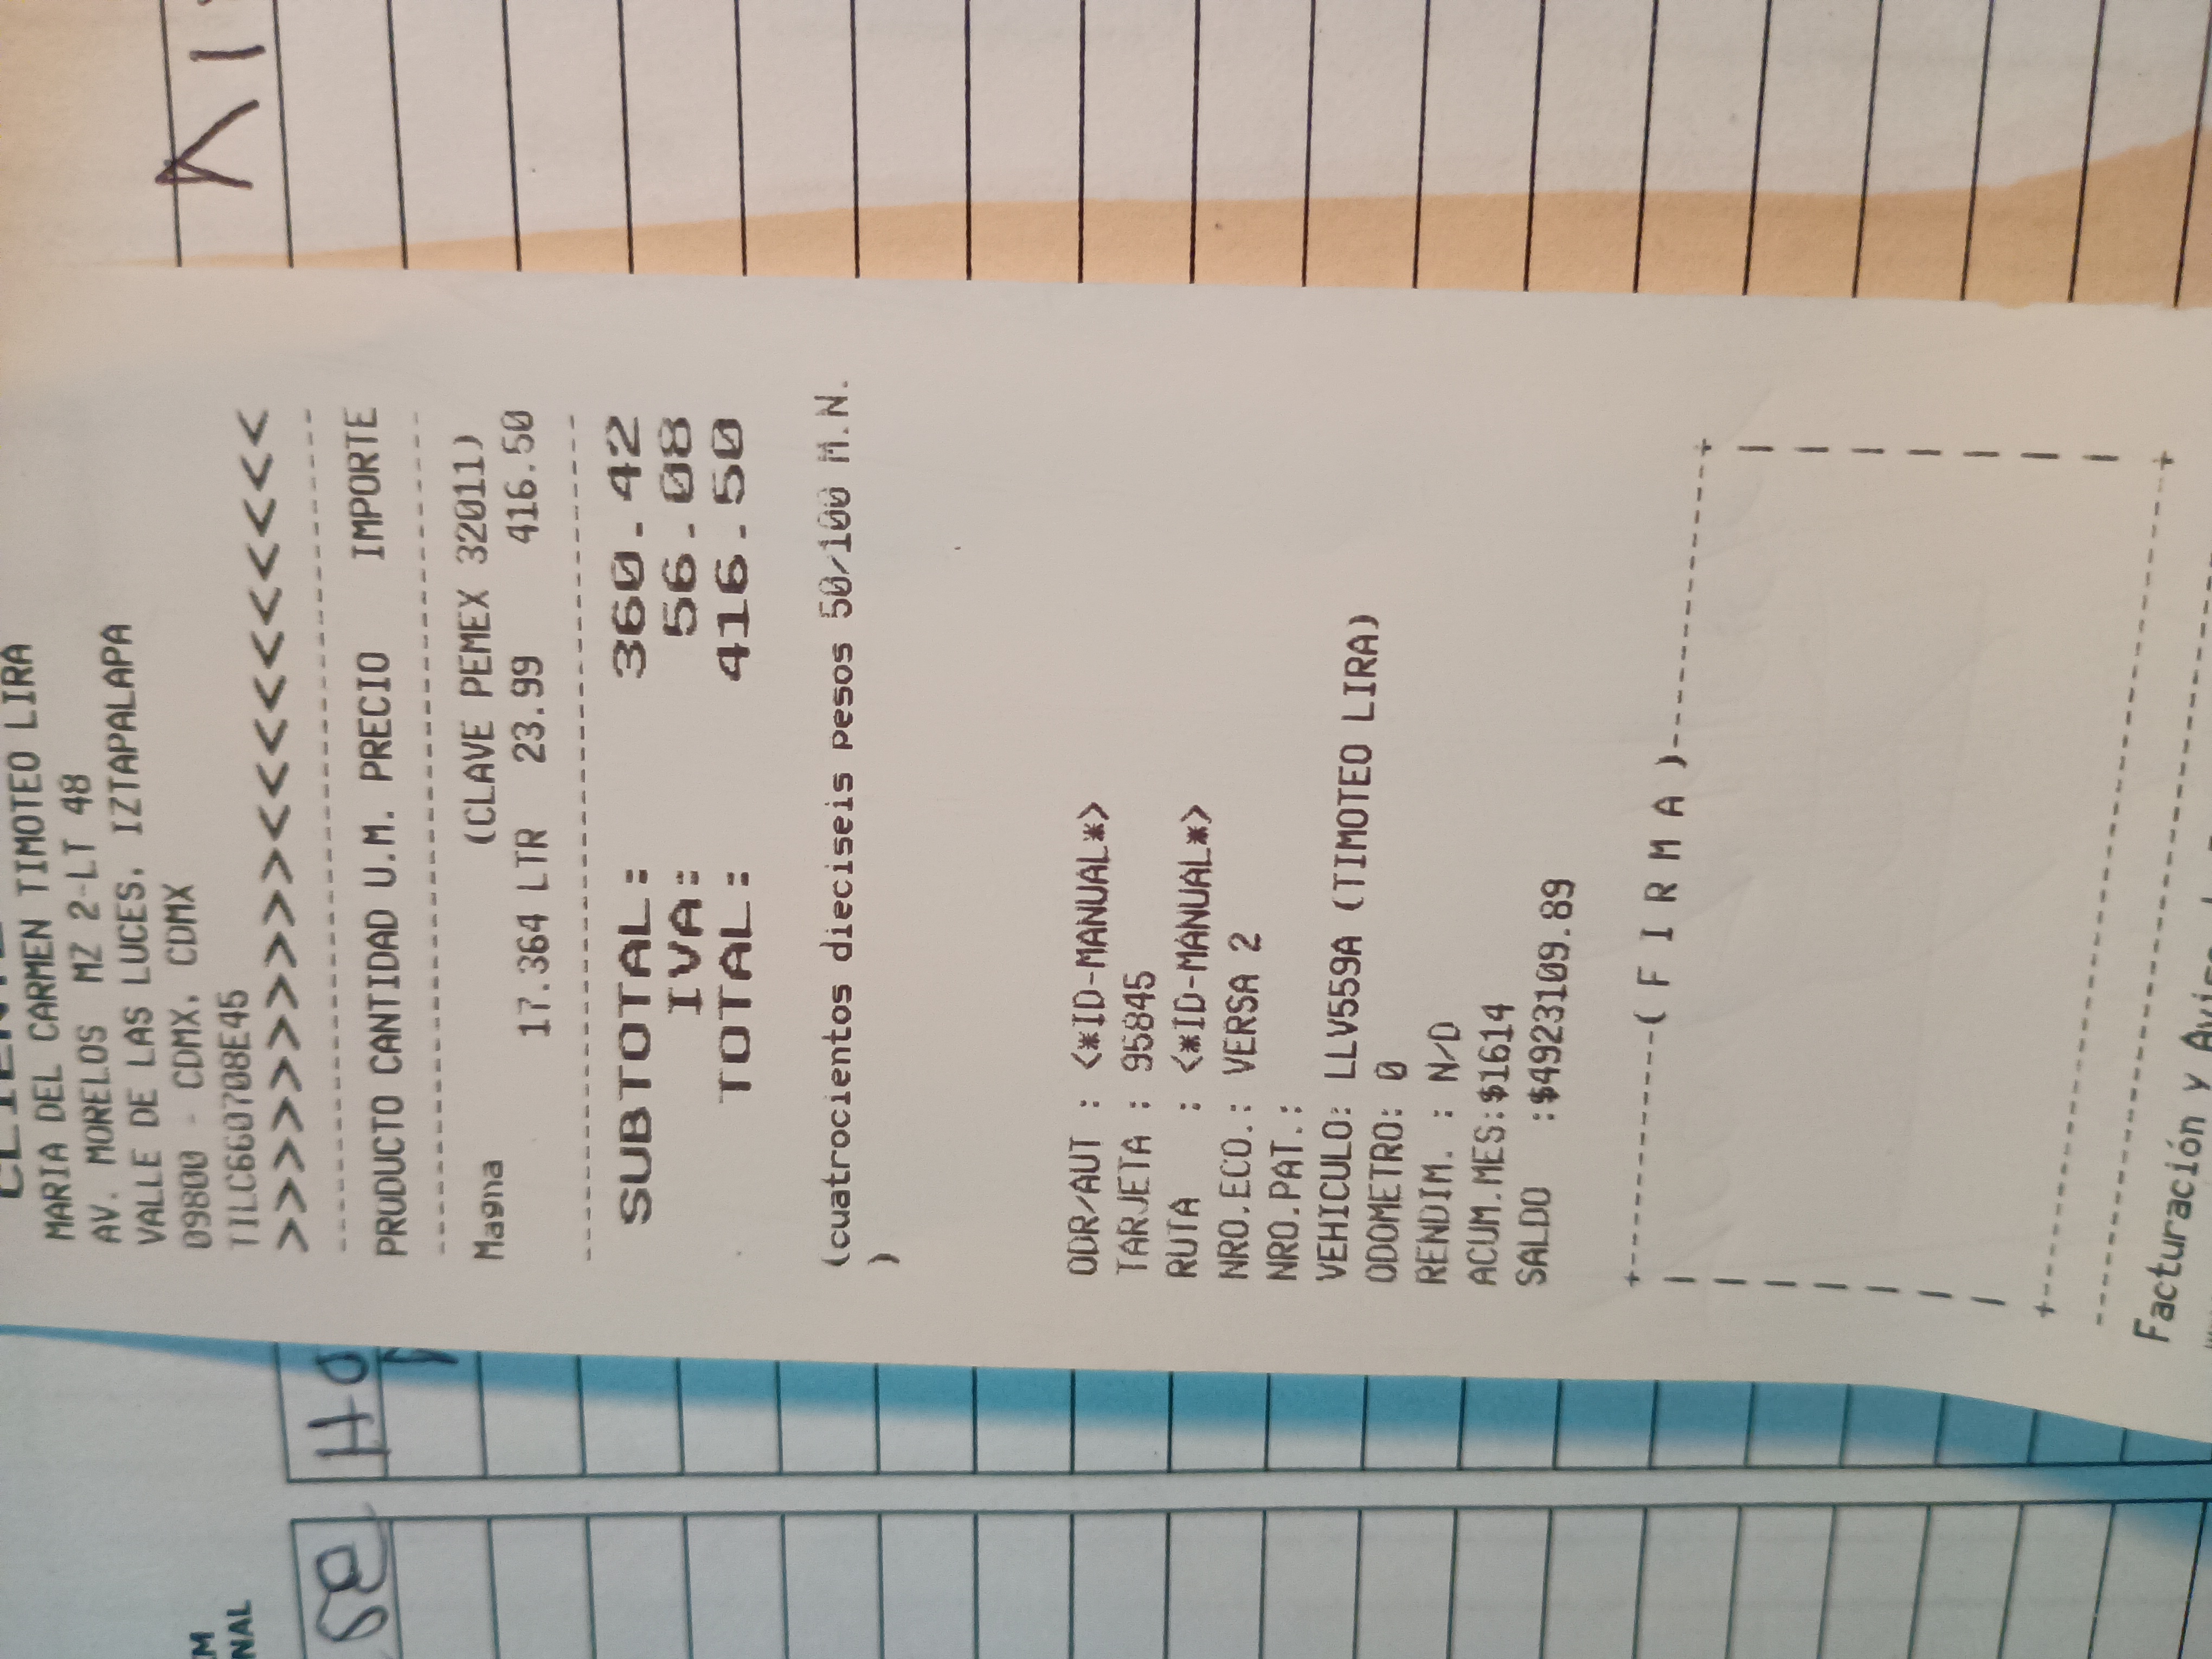 CLIENTE
MARIA DEL CARMEN TIMOTEO LIRA
AV. MORELOS MZ 2-LT 48
VALLE DE LAS LUCES, IZTAPALAPA
09800 - CDMX, CDMX
TILC660708E45
>>>>>>>>><<<<<<<<<
PRODUCTO CANTIDAD U.M. PRECIO IMPORTE
(CLAVE PEMEX 32011)
Magna 17.364 LTR 23.99 416.50
SUBTOTAL: 360.42
IVA: 56.08
TOTAL: 416.50
(cuatrocientos dieciseis pesos 50/100 M.N.
)
ODR/AUT : <*ID-MANUAL*>
TARJETA : 95845
RUTA : <*ID-MANUAL*>
NRO.ECO.: VERSA 2
NRO.PAT.:
VEHICULO: LLV559A (TIMOTEO LIRA)
ODOMETRO: 0
RENDIM. : N/D
ACUM.MES:$1614
SALDO :$4923109.89
+------( F I R M A )------+
Facturación y